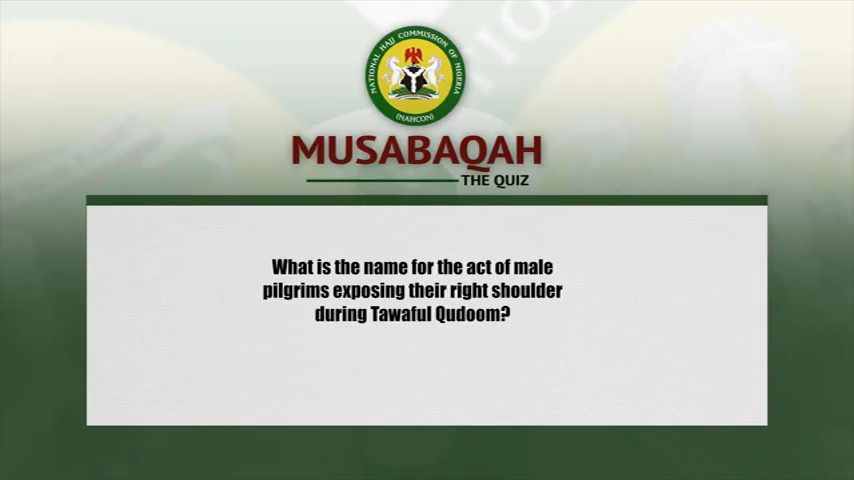 NATIONAL HAJJ COMMISSION OF NIGERIA
(NAHCON)
MUSABAQAH
THE QUIZ
What is the name for the act of male
pilgrims exposing their right shoulder
during Tawaful Qudoom?